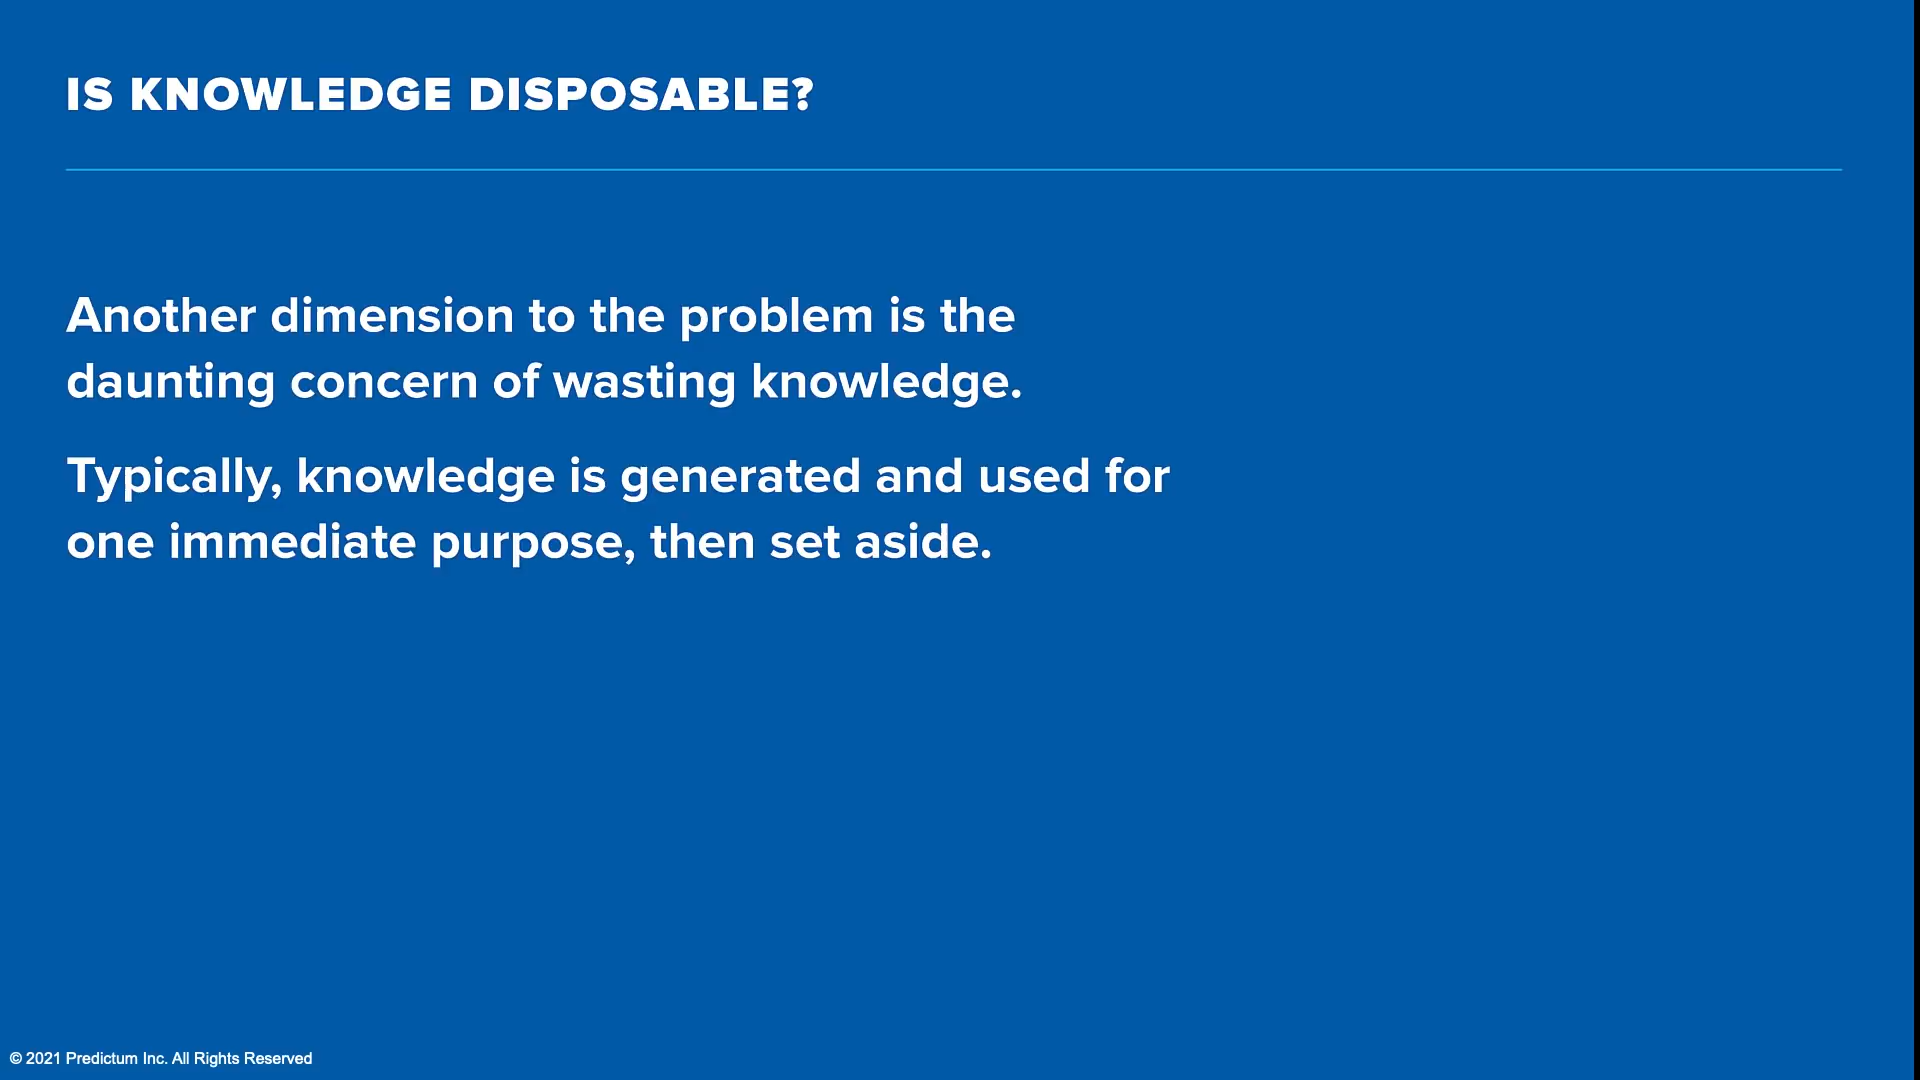 IS KNOWLEDGE DISPOSABLE?
Another dimension to the problem is the
daunting concern of wasting knowledge.
Typically, knowledge is generated and used for
one immediate purpose, then set aside.
© 2021 Predictum Inc. All Rights Reserved